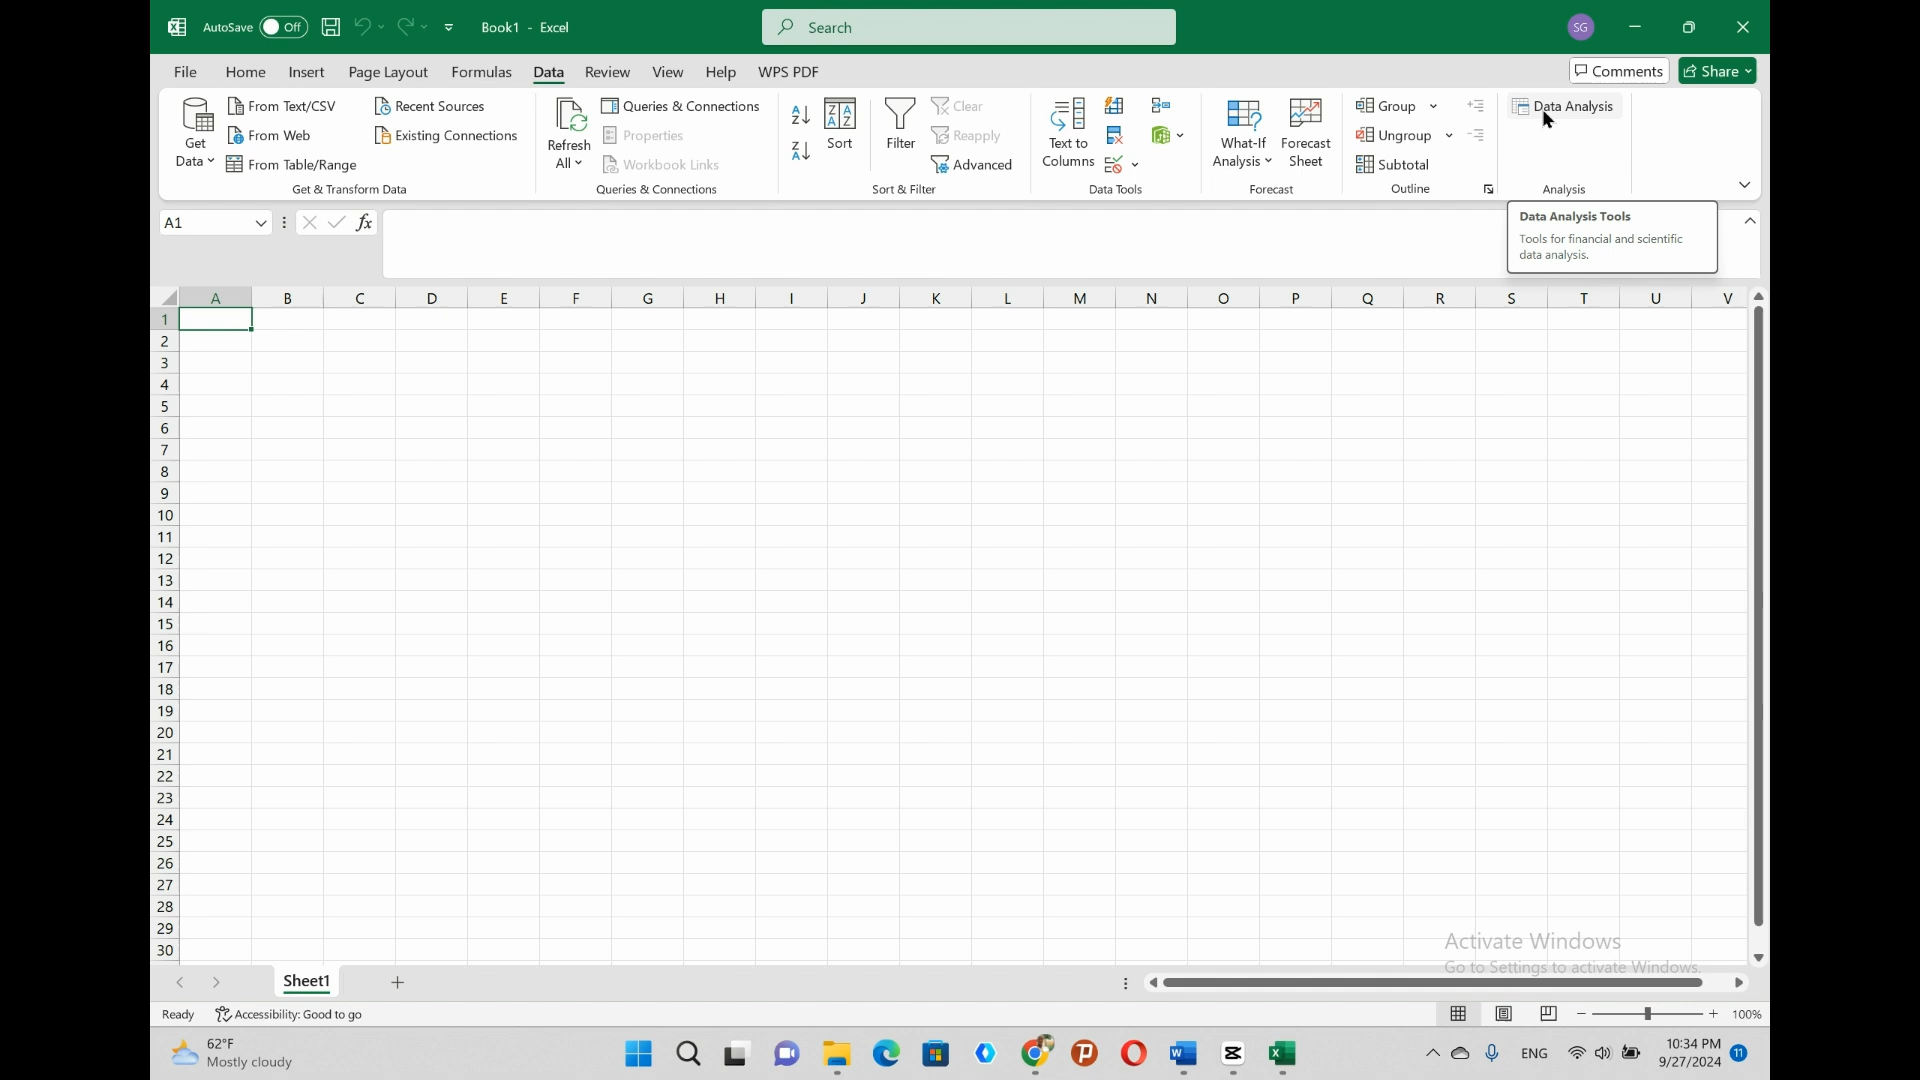 AutoSave Off Book1 - Excel Search SG
File Home Insert Page Layout Formulas Data Review View Help WPS PDF Comments Share
Get Data
From Text/CSV
From Web
From Table/Range
Recent Sources
Existing Connections
Get & Transform Data
Refresh All
Queries & Connections
Properties
Workbook Links
Queries & Connections
Sort
Filter
Clear
Reapply
Advanced
Sort & Filter
Text to Columns
Data Tools
What-If Analysis
Forecast Sheet
Forecast
Group
Ungroup
Subtotal
Outline
Data Analysis
Analysis
A1 fx
Data Analysis Tools
Tools for financial and scientific
data analysis.
A B C D E F G H I J K L M N O P Q R S T U V
1
2
3
4
5
6
7
8
9
10
11
12
13
14
15
16
17
18
19
20
21
22
23
24
25
26
27
28
29
30
Activate Windows
Go to Settings to activate Windows.
Sheet1
Ready Accessibility: Good to go 100%
62°F
Mostly cloudy
ENG
10:34 PM
9/27/2024
11